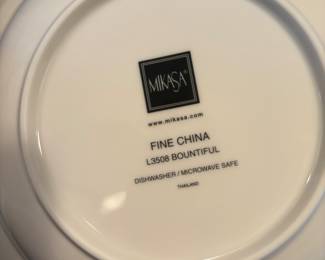 MIKASA
www.mikasa.com
FINE CHINA
L3508 BOUNTIFUL
DISHWASHER / MICROWAVE SAFE
THAILAND